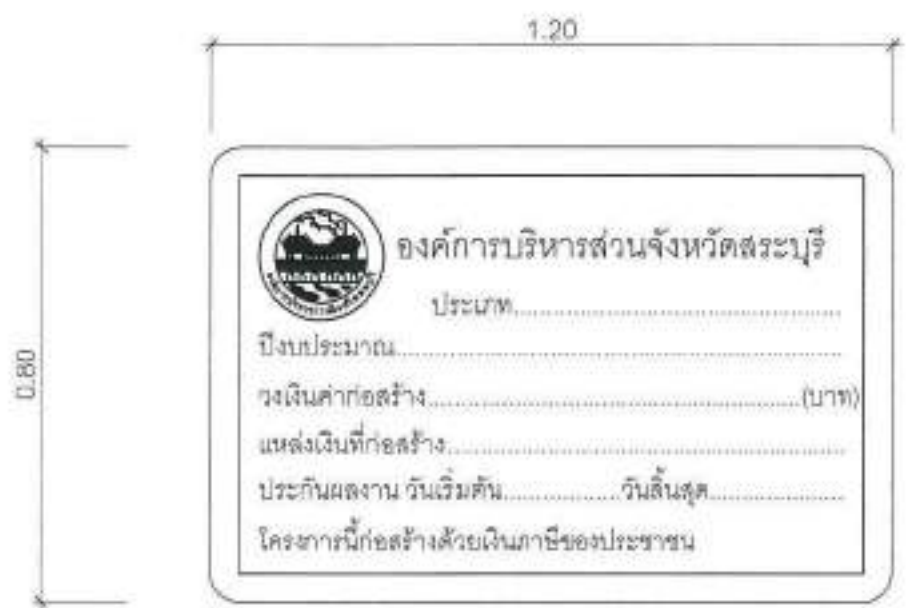 1.20
0.80
องค์การบริหารส่วนจังหวัดสระบุรี
ประเภท........................................
ปีงบประมาณ........................................
วงเงินค่าก่อสร้าง........................................(บาท)
แหล่งเงินที่ก่อสร้าง........................................
ประกันผลงาน วันเริ่มต้น....................วันสิ้นสุด....................
โครงการนี้ก่อสร้างด้วยเงินภาษีของประชาชน